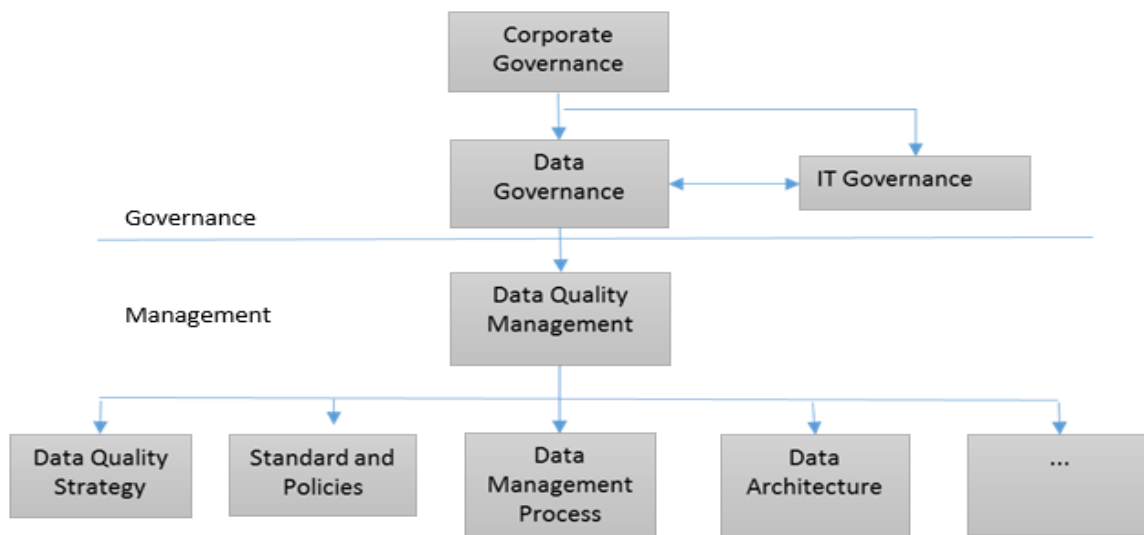 Corporate
Governance
Data
Governance
IT Governance
Governance
Data Quality
Management
Management
Data Quality
Strategy
Standard and
Policies
Data
Management
Process
Data
Architecture
...